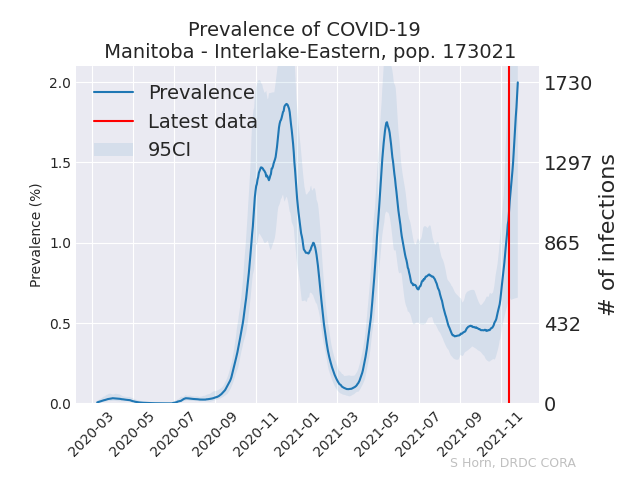 Prevalence of COVID-19
Manitoba - Interlake-Eastern, pop. 173021
Prevalence
Latest data
95CI
Prevalence (%)
2.0
1.5
1.0
0.5
0.0
1730
1297
865
432
0
# of infections
2020-03
2020-05
2020-07
2020-09
2020-11
2021-01
2021-03
2021-05
2021-07
2021-09
2021-11
S Horn, DRDC CORA